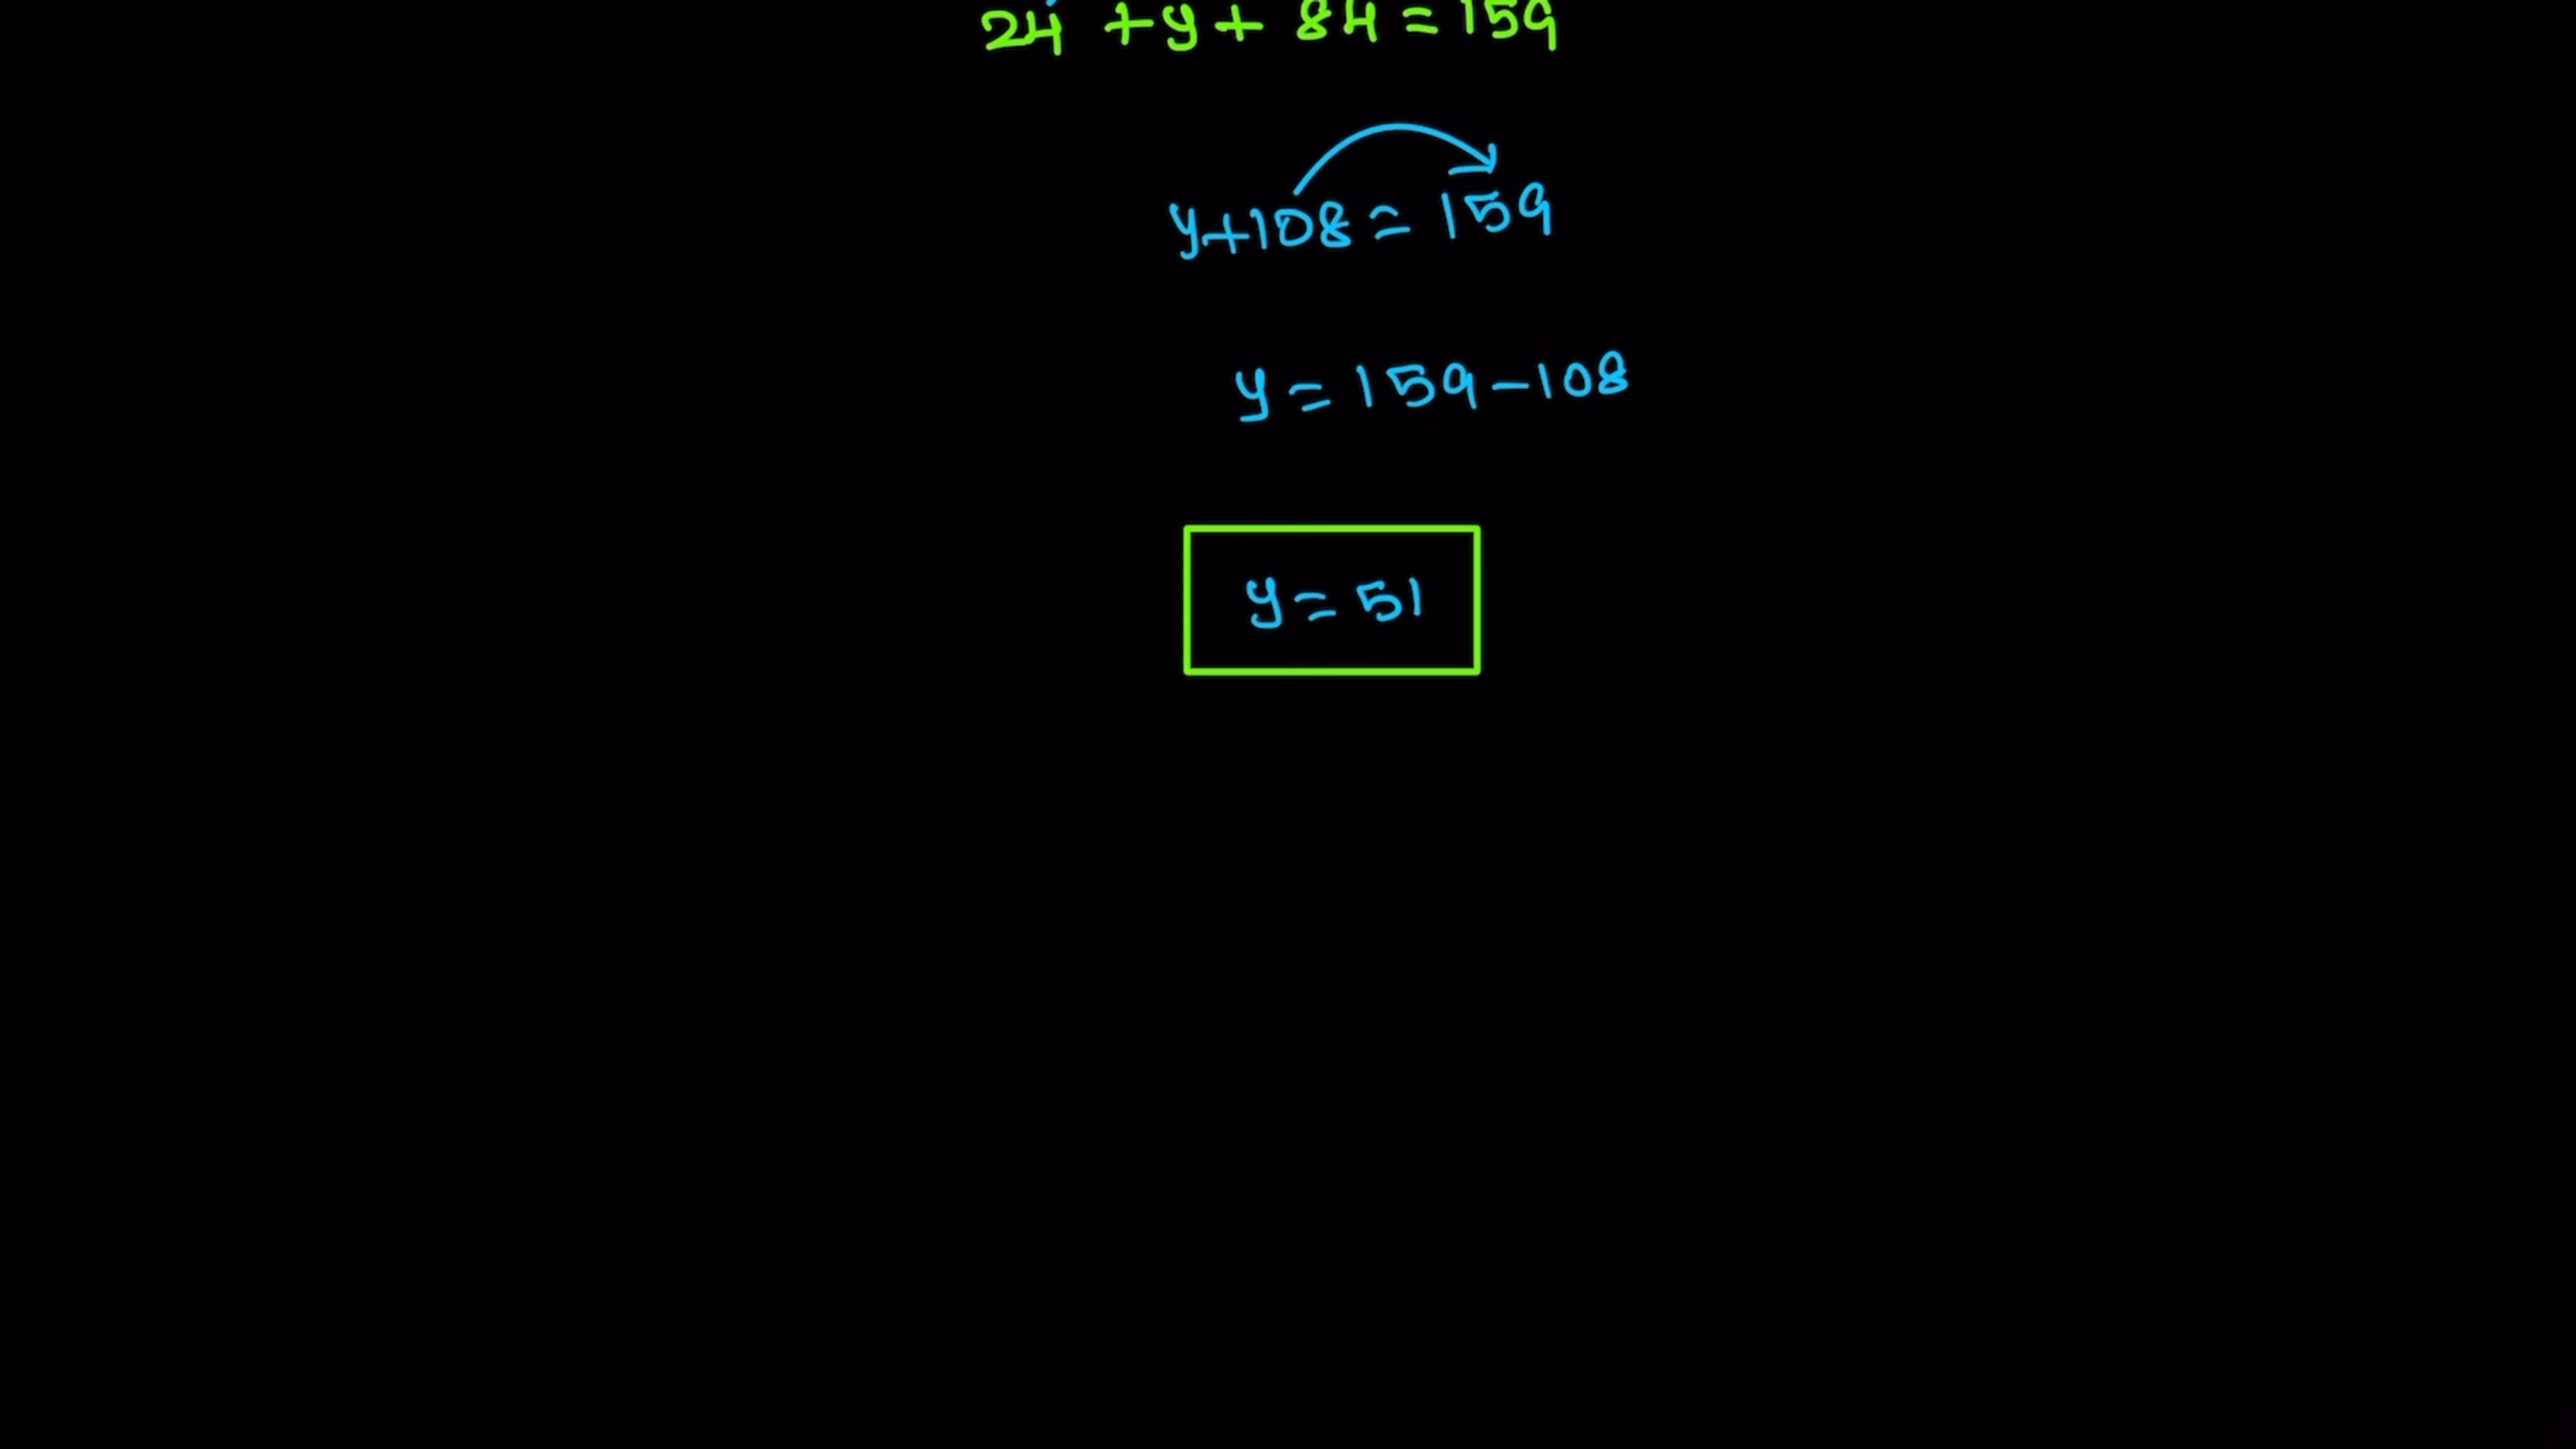 24 + y + 84 = 159
y + 108 = 159
y = 159 - 108
y = 51